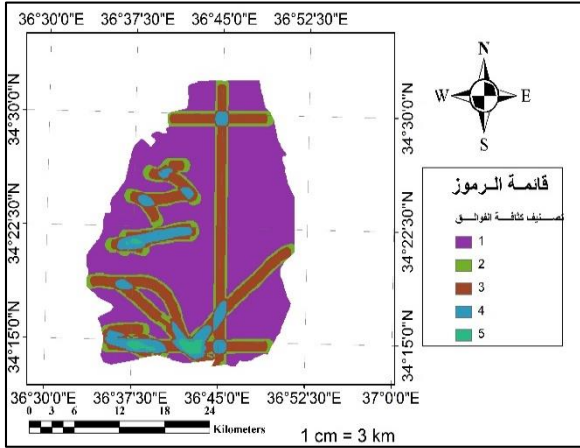 36°30'0"E 36°37'30"E 36°45'0"E 36°52'30"E
34°30'0"N
34°22'30"N
34°15'0"N
N
W E
S
34°30'0"N
34°22'30"N
34°15'0"N
قائمة الرموز
تصنيف كثافة الفوالق
1
2
3
4
5
36°30'0"E 36°37'30"E 36°45'0"E 36°52'30"E 37°0'0"E
0 3 6 12 18 24
Kilometers
1 cm = 3 km